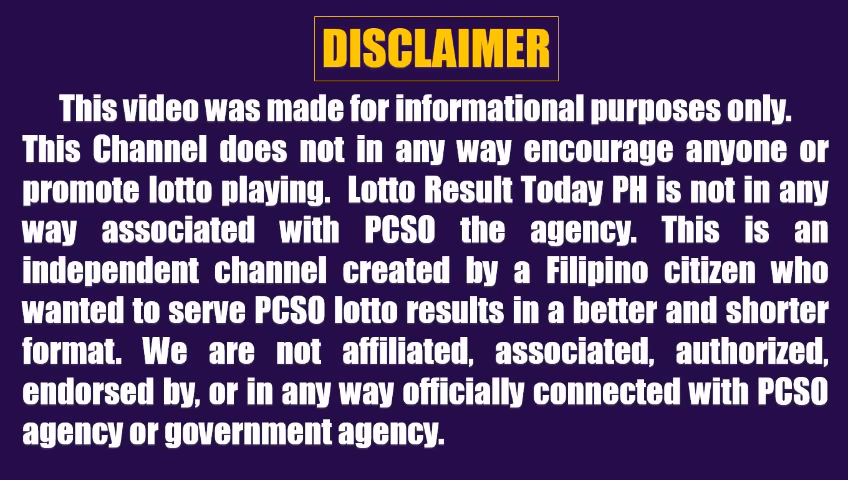 DISCLAIMER
This video was made for informational purposes only.
This Channel does not in any way encourage anyone or
promote lotto playing. Lotto Result Today PH is not in any
way associated with PCSO the agency. This is an
independent channel created by a Filipino citizen who
wanted to serve PCSO lotto results in a better and shorter
format. We are not affiliated, associated, authorized,
endorsed by, or in any way officially connected with PCSO
agency or government agency.